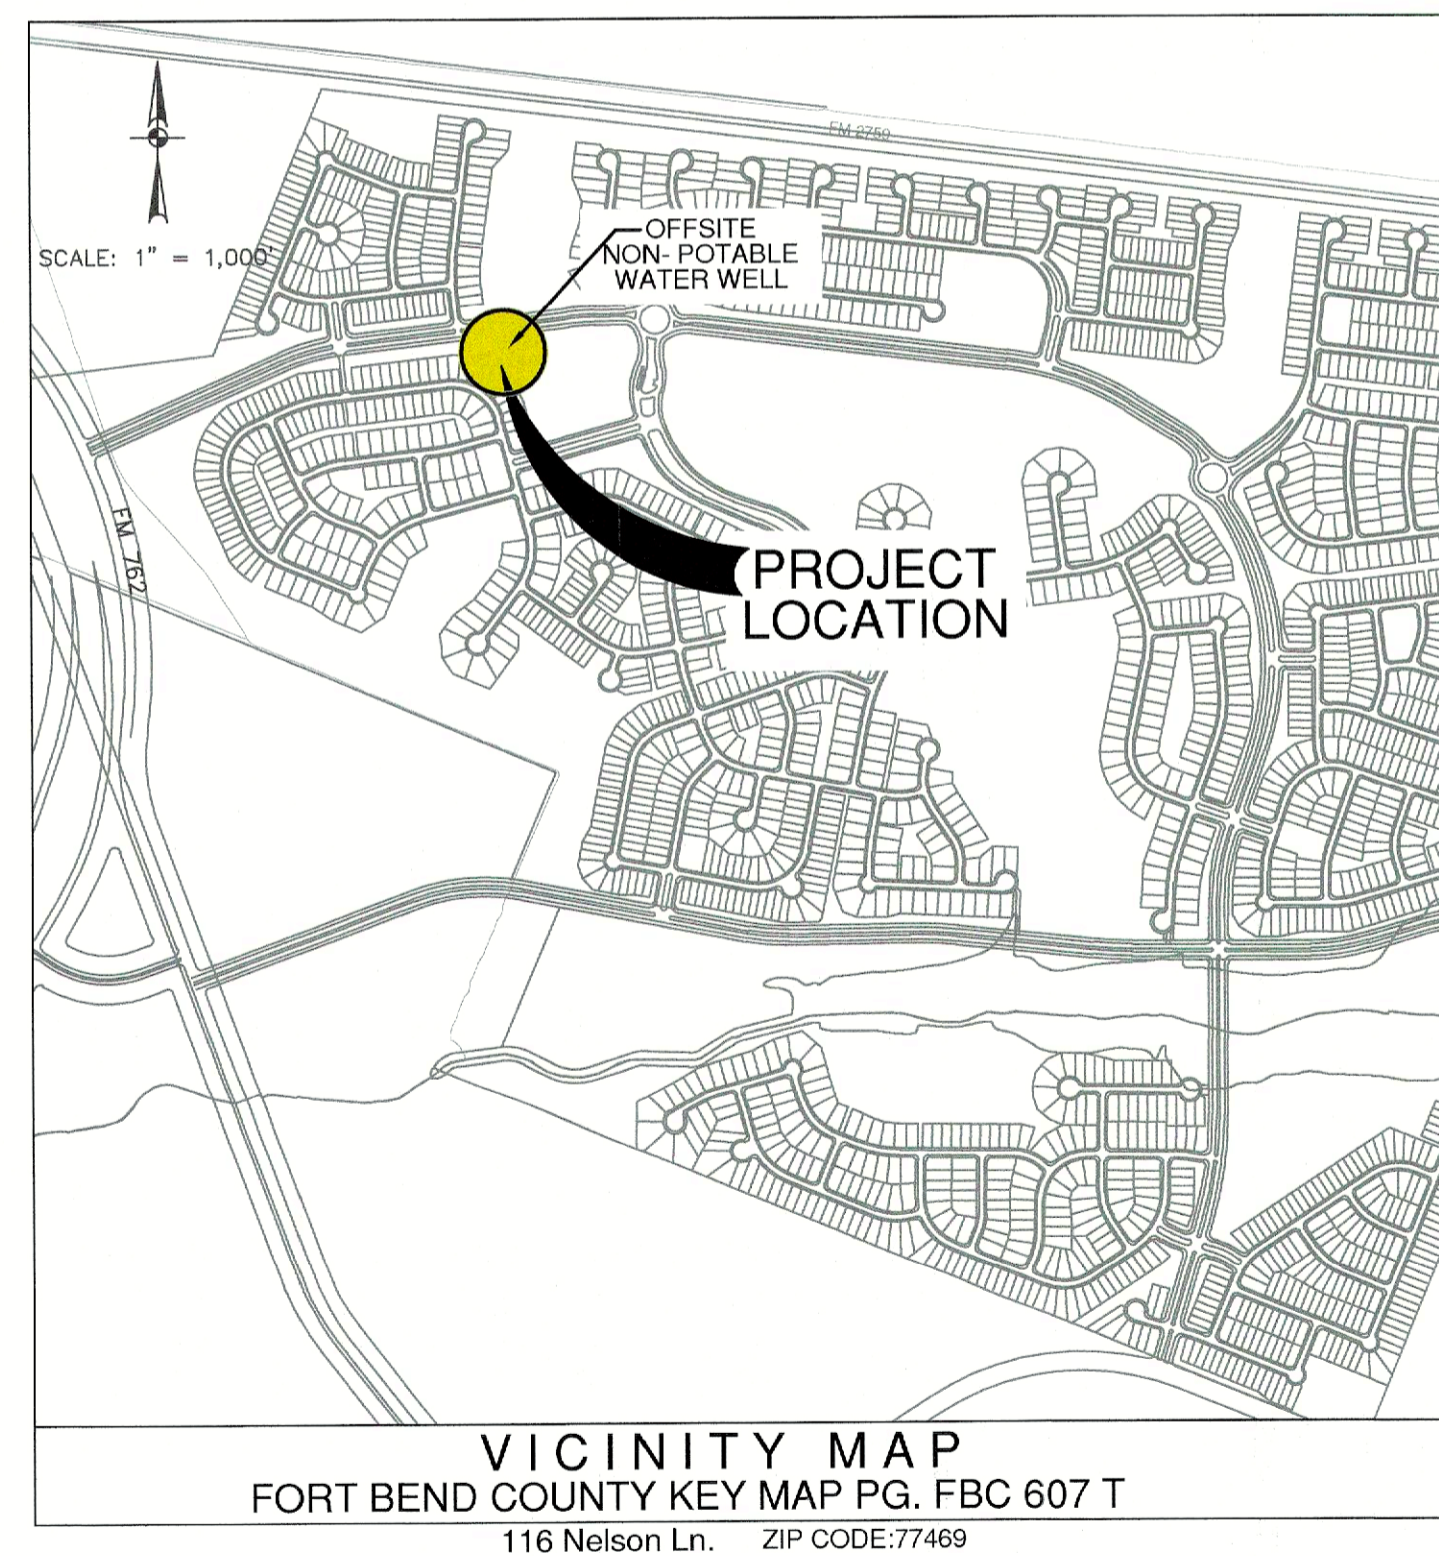 FM 2759
OFFSITE
NON- POTABLE
WATER WELL
SCALE: 1" = 1,000'
FM 762
PROJECT
LOCATION
VICINITY MAP
FORT BEND COUNTY KEY MAP PG. FBC 607 T
116 Nelson Ln. ZIP CODE:77469